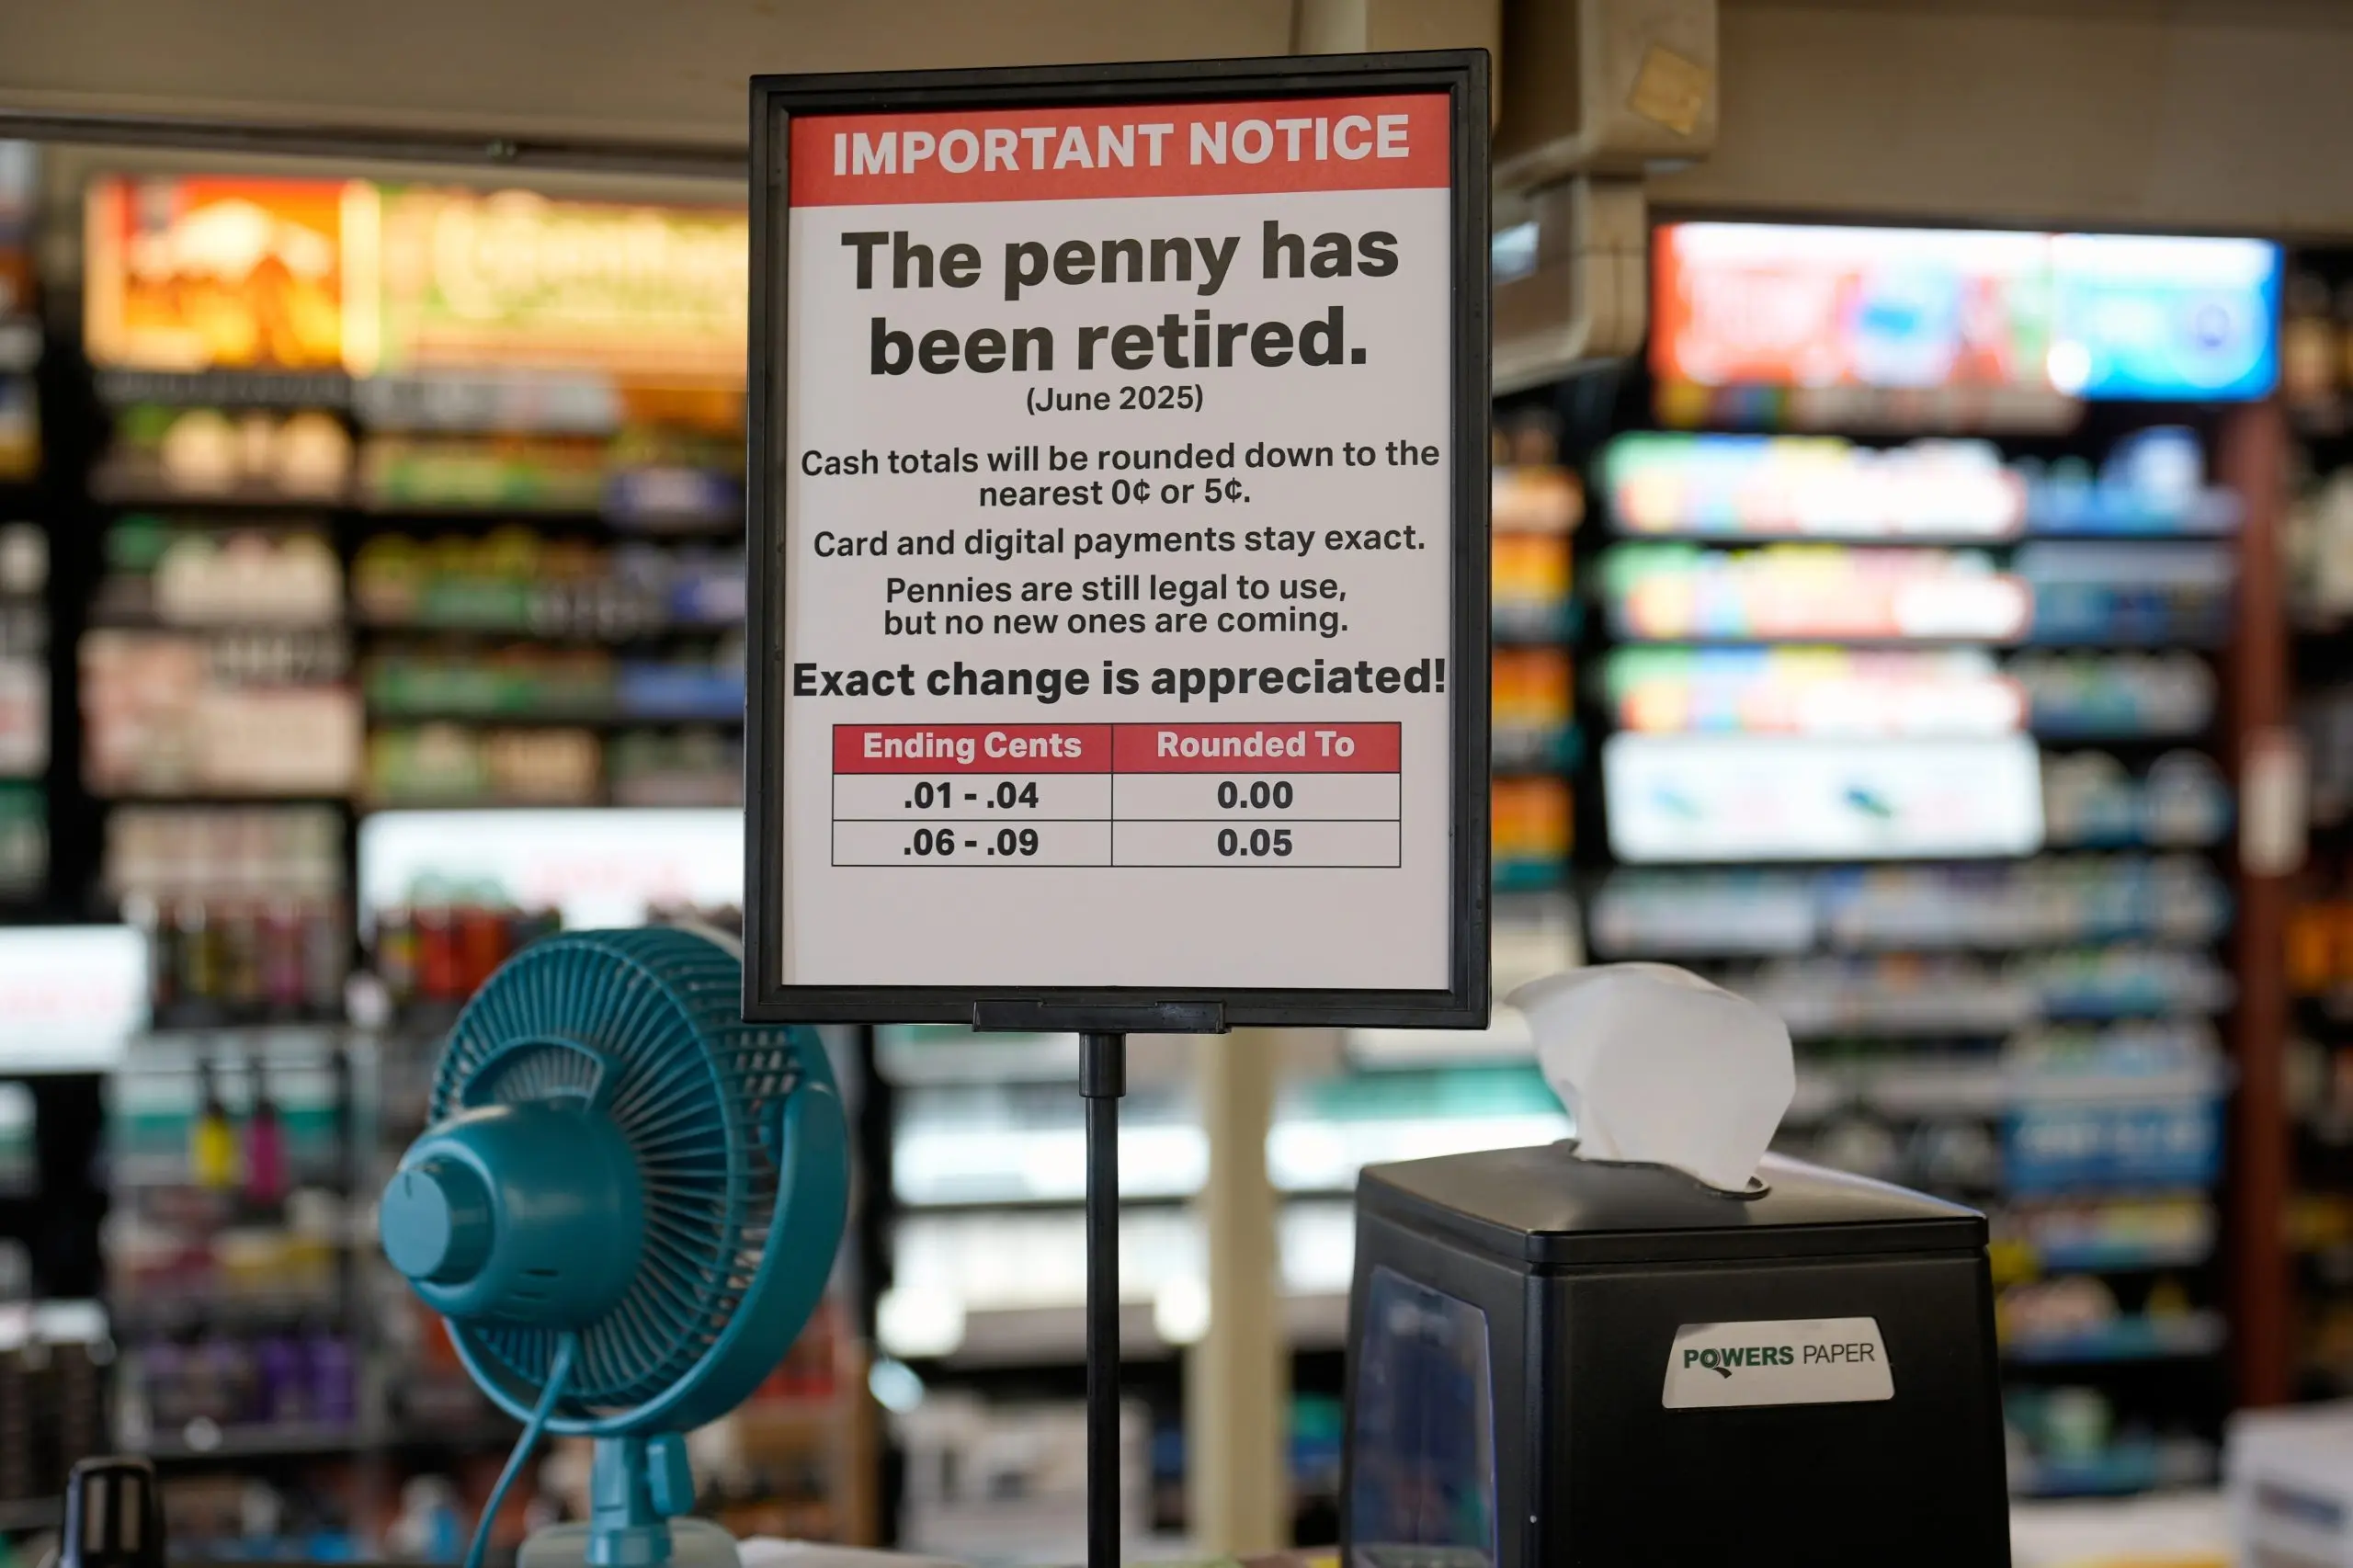 IMPORTANT NOTICE
The penny has
been retired.
(June 2025)
Cash totals will be rounded down to the
nearest 0¢ or 5¢.
Card and digital payments stay exact.
Pennies are still legal to use,
but no new ones are coming.
Exact change is appreciated!
Ending Cents Rounded To
.01 - .04 0.00
.06 - .09 0.05
POWERS PAPER